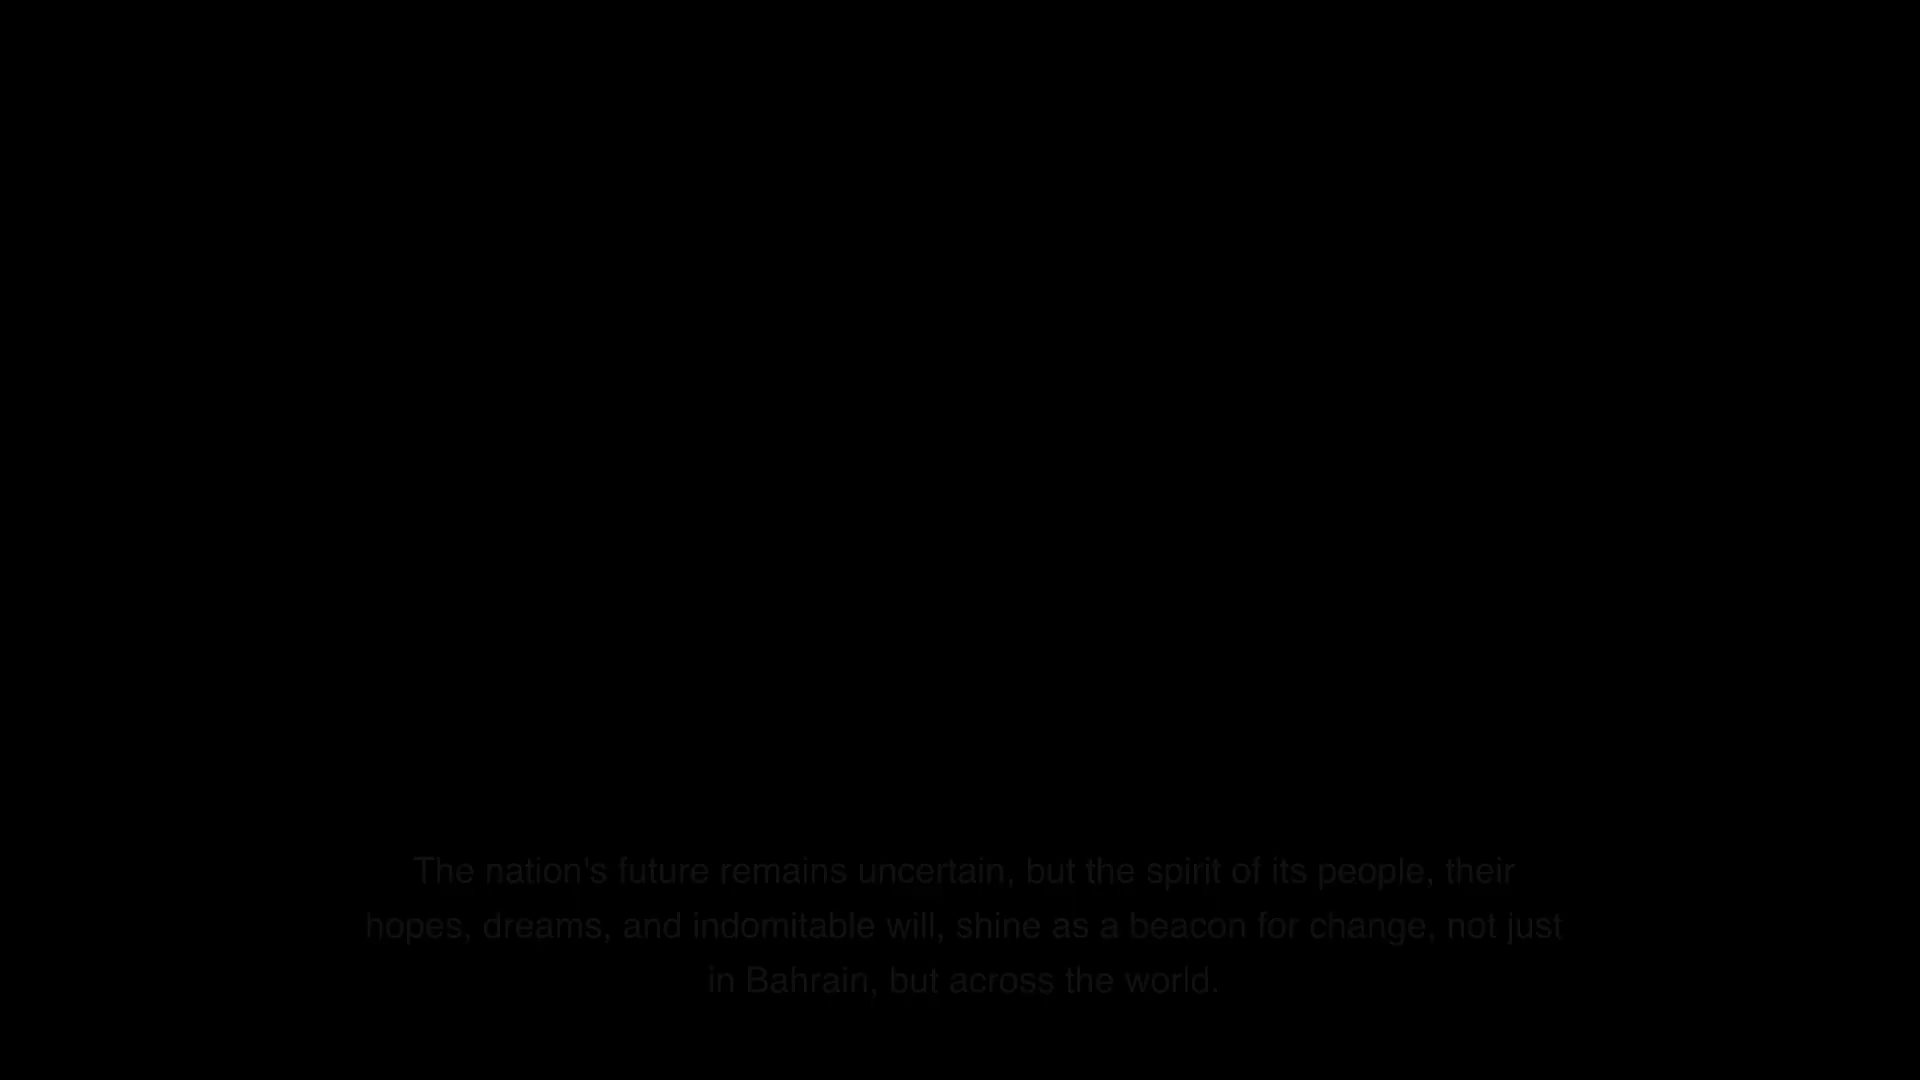 The nation's future remains uncertain, but the spirit of its people, their
hopes, dreams, and indomitable will, shine as a beacon for change, not just
in Bahrain, but across the world.